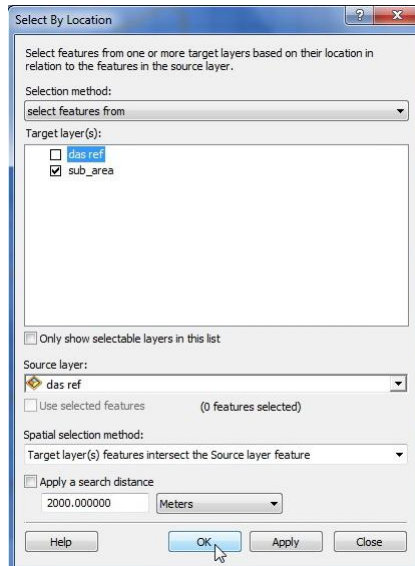 Select By Location
Select features from one or more target layers based on their location in
relation to the features in the source layer.
Selection method:
select features from
Target layer(s):
das ref
sub_area
Only show selectable layers in this list
Source layer:
das ref
Use selected features (0 features selected)
Spatial selection method:
Target layer(s) features intersect the Source layer feature
Apply a search distance
2000.000000 Meters
Help OK Apply Close